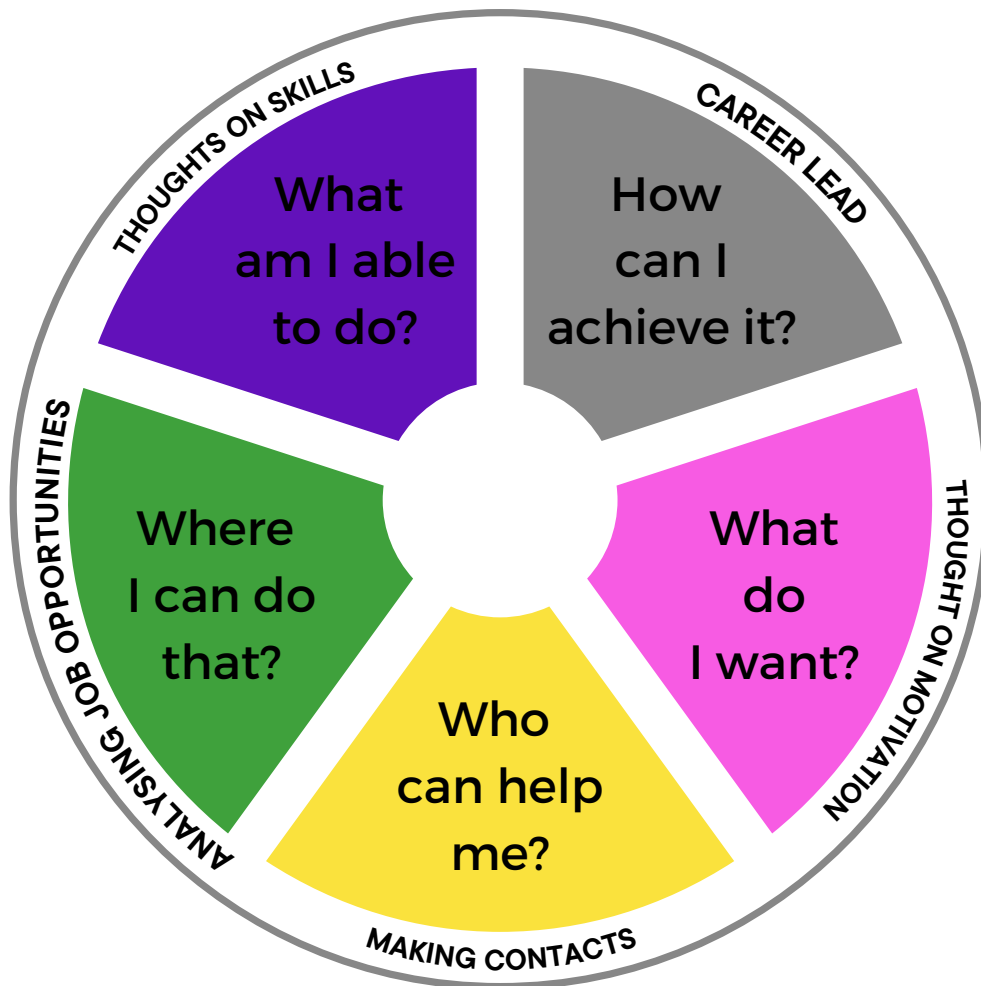 THOUGHTS ON SKILLS
What
am I able
to do?
CAREER LEAD
How
can I
achieve it?
THOUGHT ON MOTIVATION
What
do
I want?
MAKING CONTACTS
Who
can help
me?
ANALYSING JOB OPPORTUNITIES
Where
I can do
that?